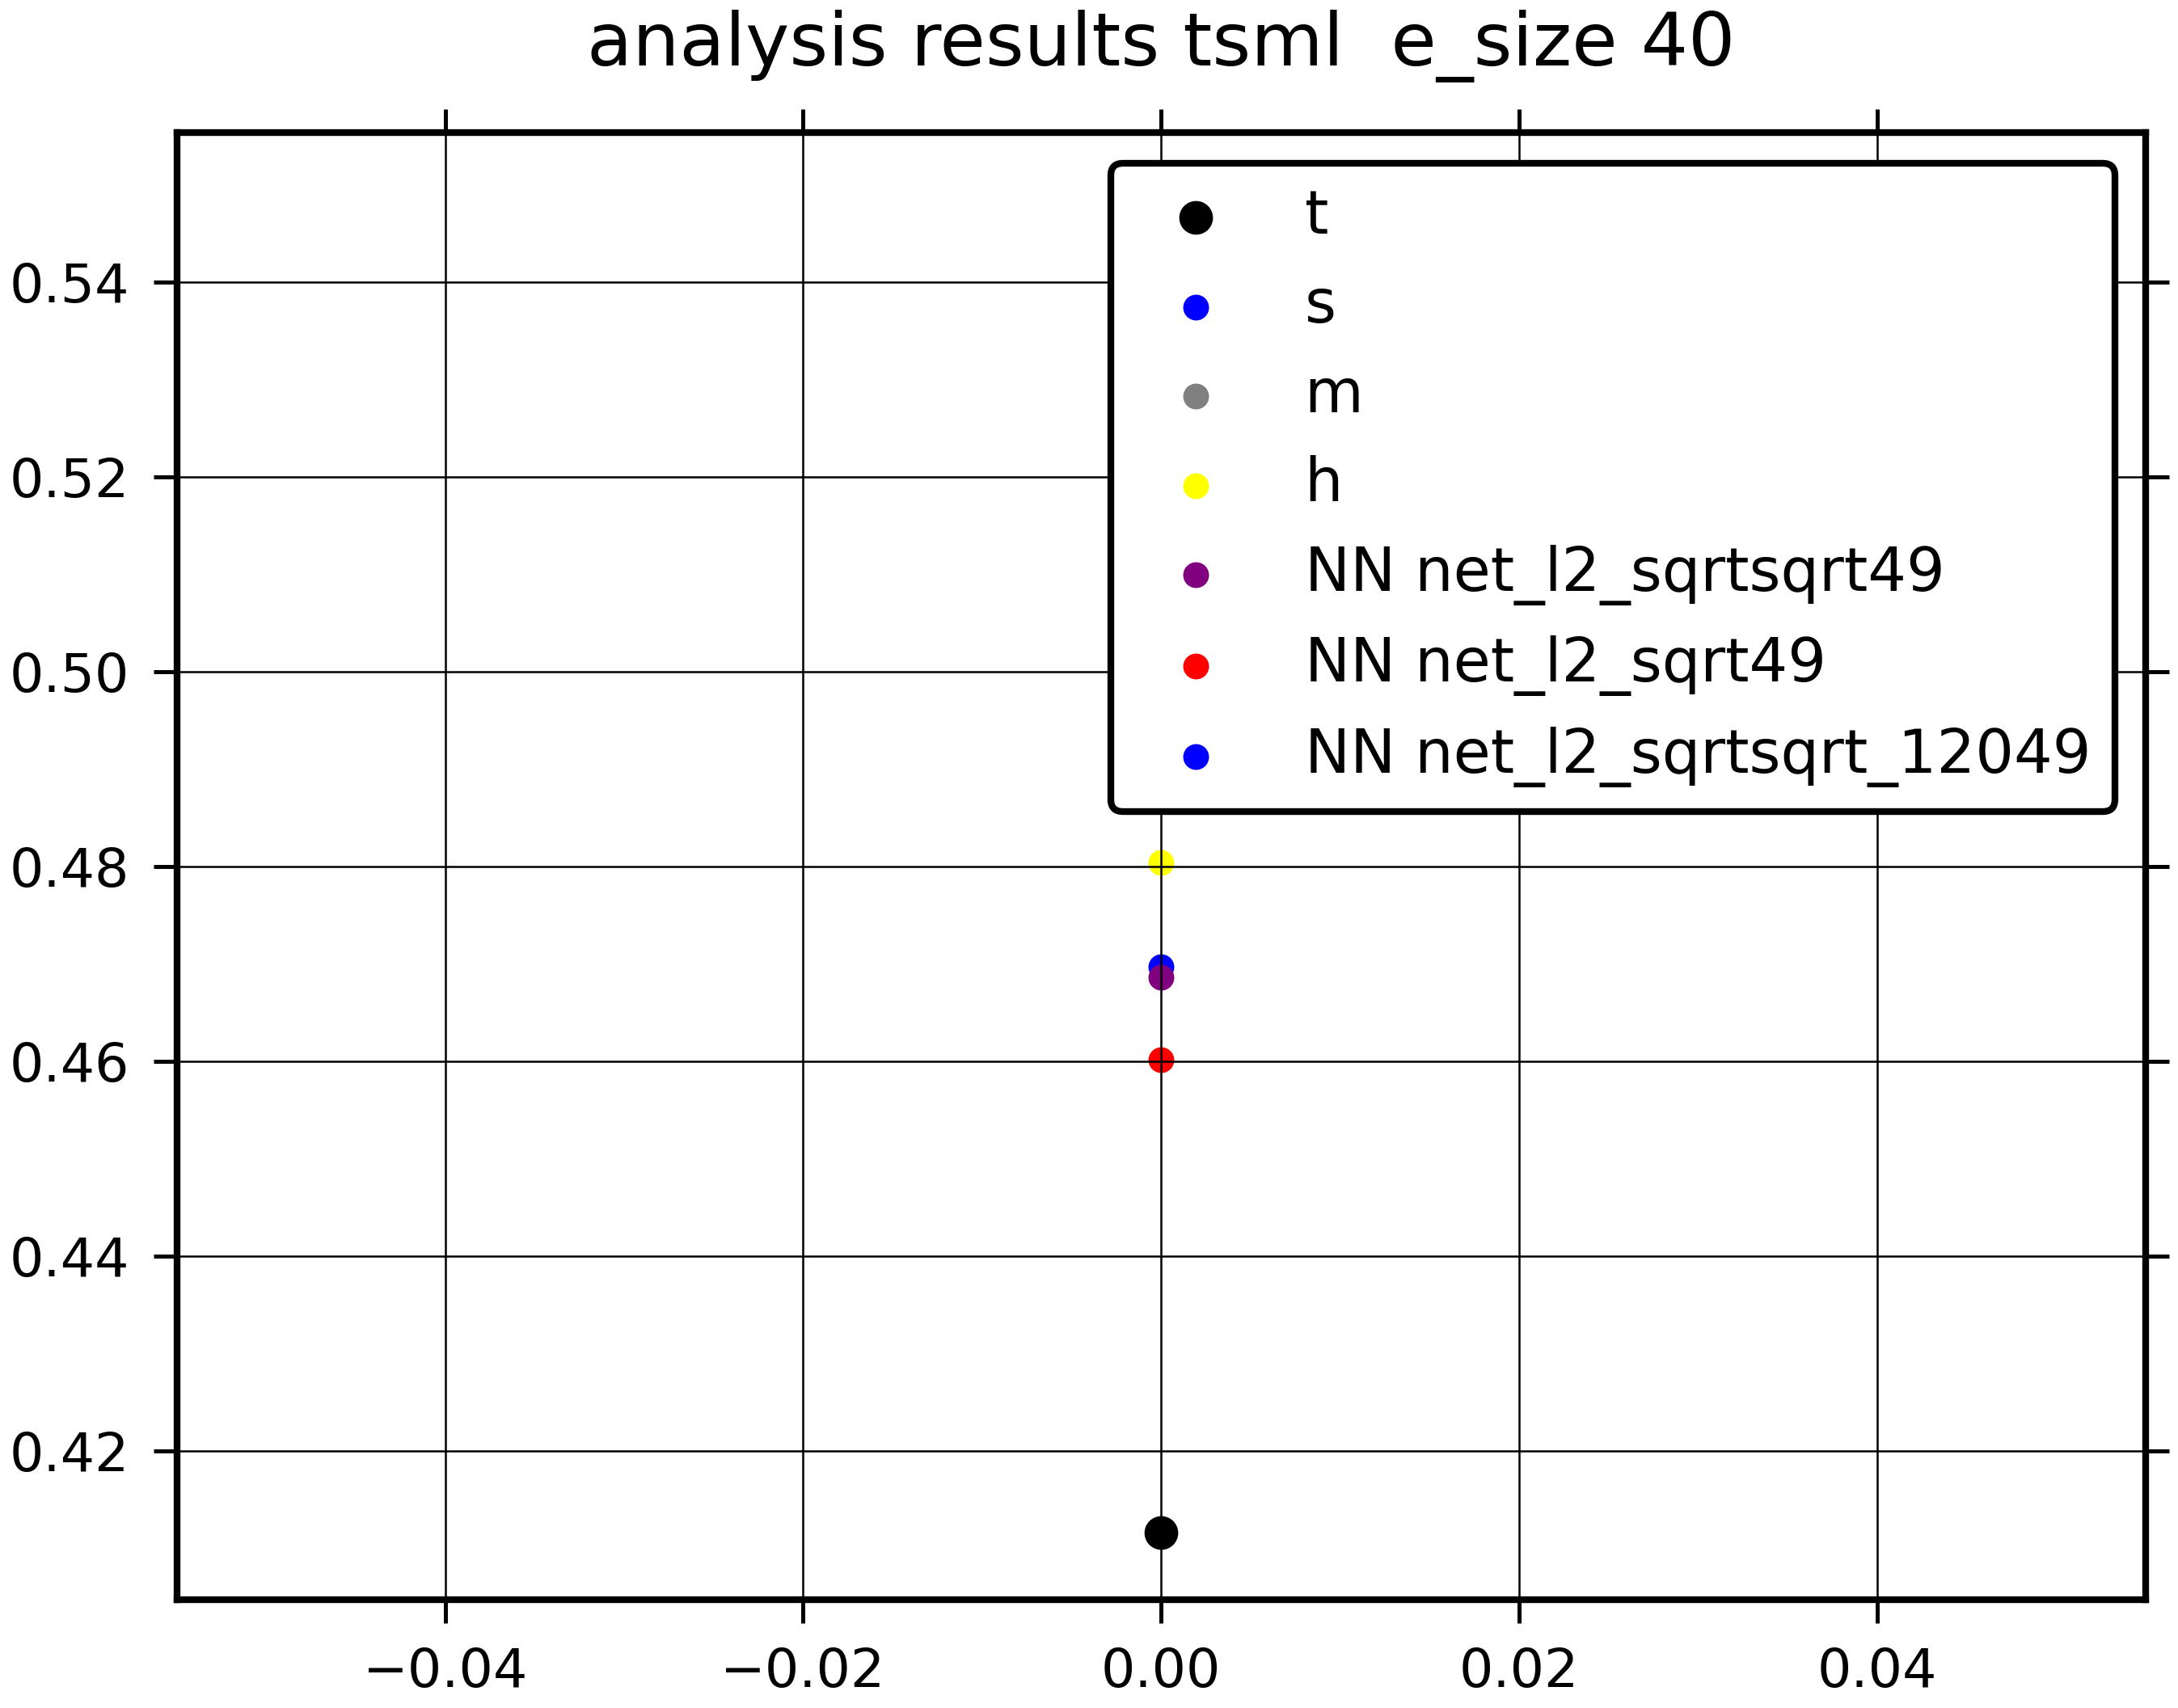 analysis results tsml  e_size 40
t
s
m
h
NN net_l2_sqrtsqrt49
NN net_l2_sqrt49
NN net_l2_sqrtsqrt_12049
0.54
0.52
0.50
0.48
0.46
0.44
0.42
−0.04 −0.02 0.00 0.02 0.04